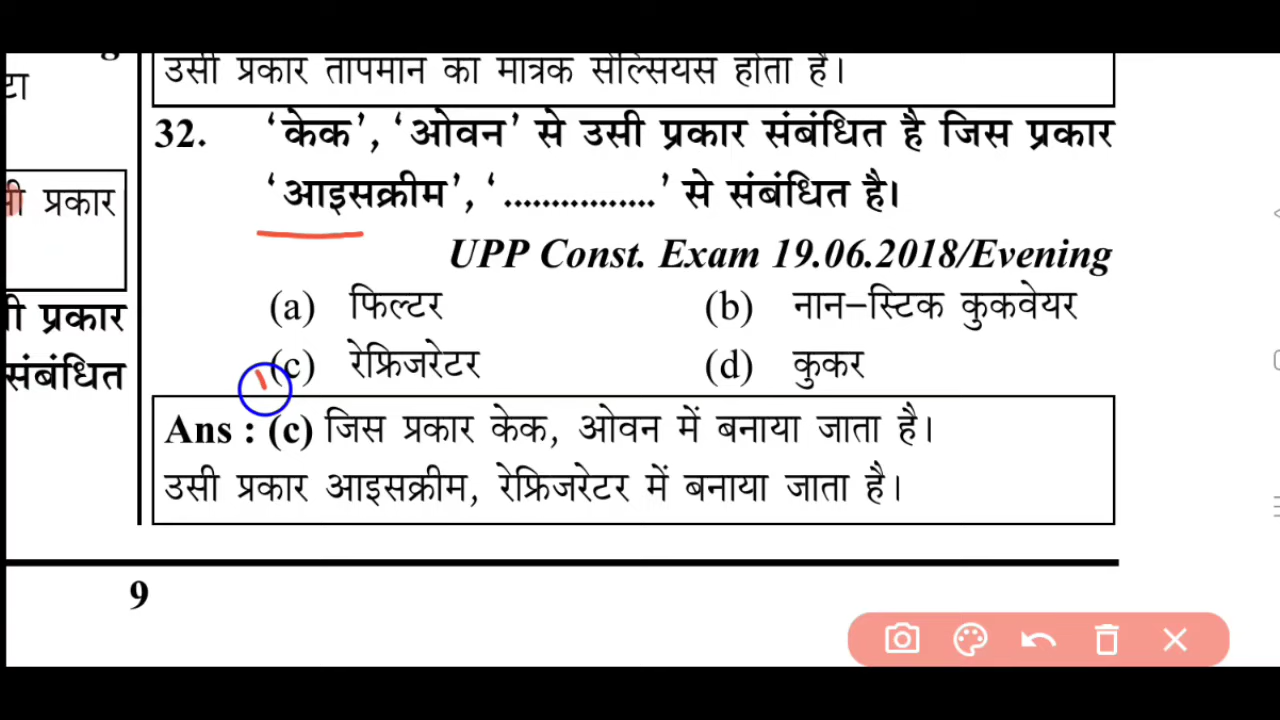 टा
सी प्रकार
ी प्रकार
संबंधित
उसी प्रकार तापमान का मात्रक सेल्सियस होता है।
32. ‘केक’, ‘ओवन’ से उसी प्रकार संबंधित है जिस प्रकार
‘आइसक्रीम’, ‘................’ से संबंधित है।
UPP Const. Exam 19.06.2018/Evening
(a) फिल्टर (b) नान–स्टिक कुकवेयर
(c) रेफ्रिजरेटर (d) कुकर
Ans : (c) जिस प्रकार केक, ओवन में बनाया जाता है।
उसी प्रकार आइसक्रीम, रेफ्रिजरेटर में बनाया जाता है।
9